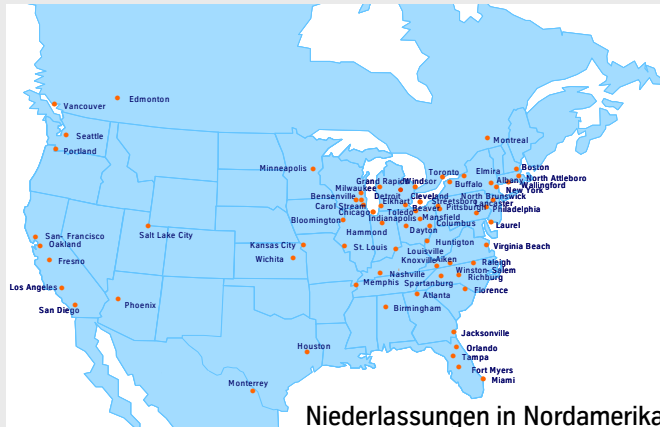 Edmonton
Vancouver
Seattle
Portland
Montreal
Minneapolis
Toronto
Elmira
Boston
North Attleboro
Wallingford
Albany
New York
Buffalo
Grand Rapids
Windsor
Milwaukee
Bensenville
Detroit
Cleveland
Streetsboro
North Brunswick
Lancaster
Carol Stream
Elkhart
Beaver
Pittsburgh
Philadelphia
Chicago
Toledo
Mansfield
Bloomington
Indianapolis
Columbus
Laurel
Hammond
Dayton
Salt Lake City
San- Francisco
Oakland
Kansas City
St. Louis
Huntington
Virginia Beach
Fresno
Wichita
Louisville
Knoxville
Aiken
Raleigh
Winston- Salem
Nashville
Richburg
Los Angeles
Memphis
Spartanburg
Florence
San Diego
Phoenix
Atlanta
Birmingham
Jacksonville
Houston
Orlando
Tampa
Fort Myers
Monterrey
Miami
Niederlassungen in Nordamerika